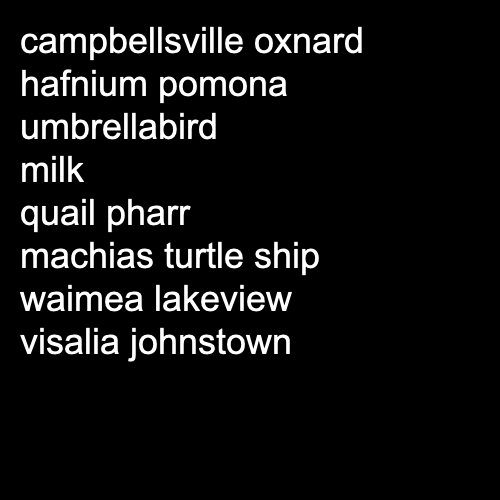 campbellsville oxnard
hafnium pomona
umbrellabird
milk
quail pharr
machias turtle ship
waimea lakeview
visalia johnstown